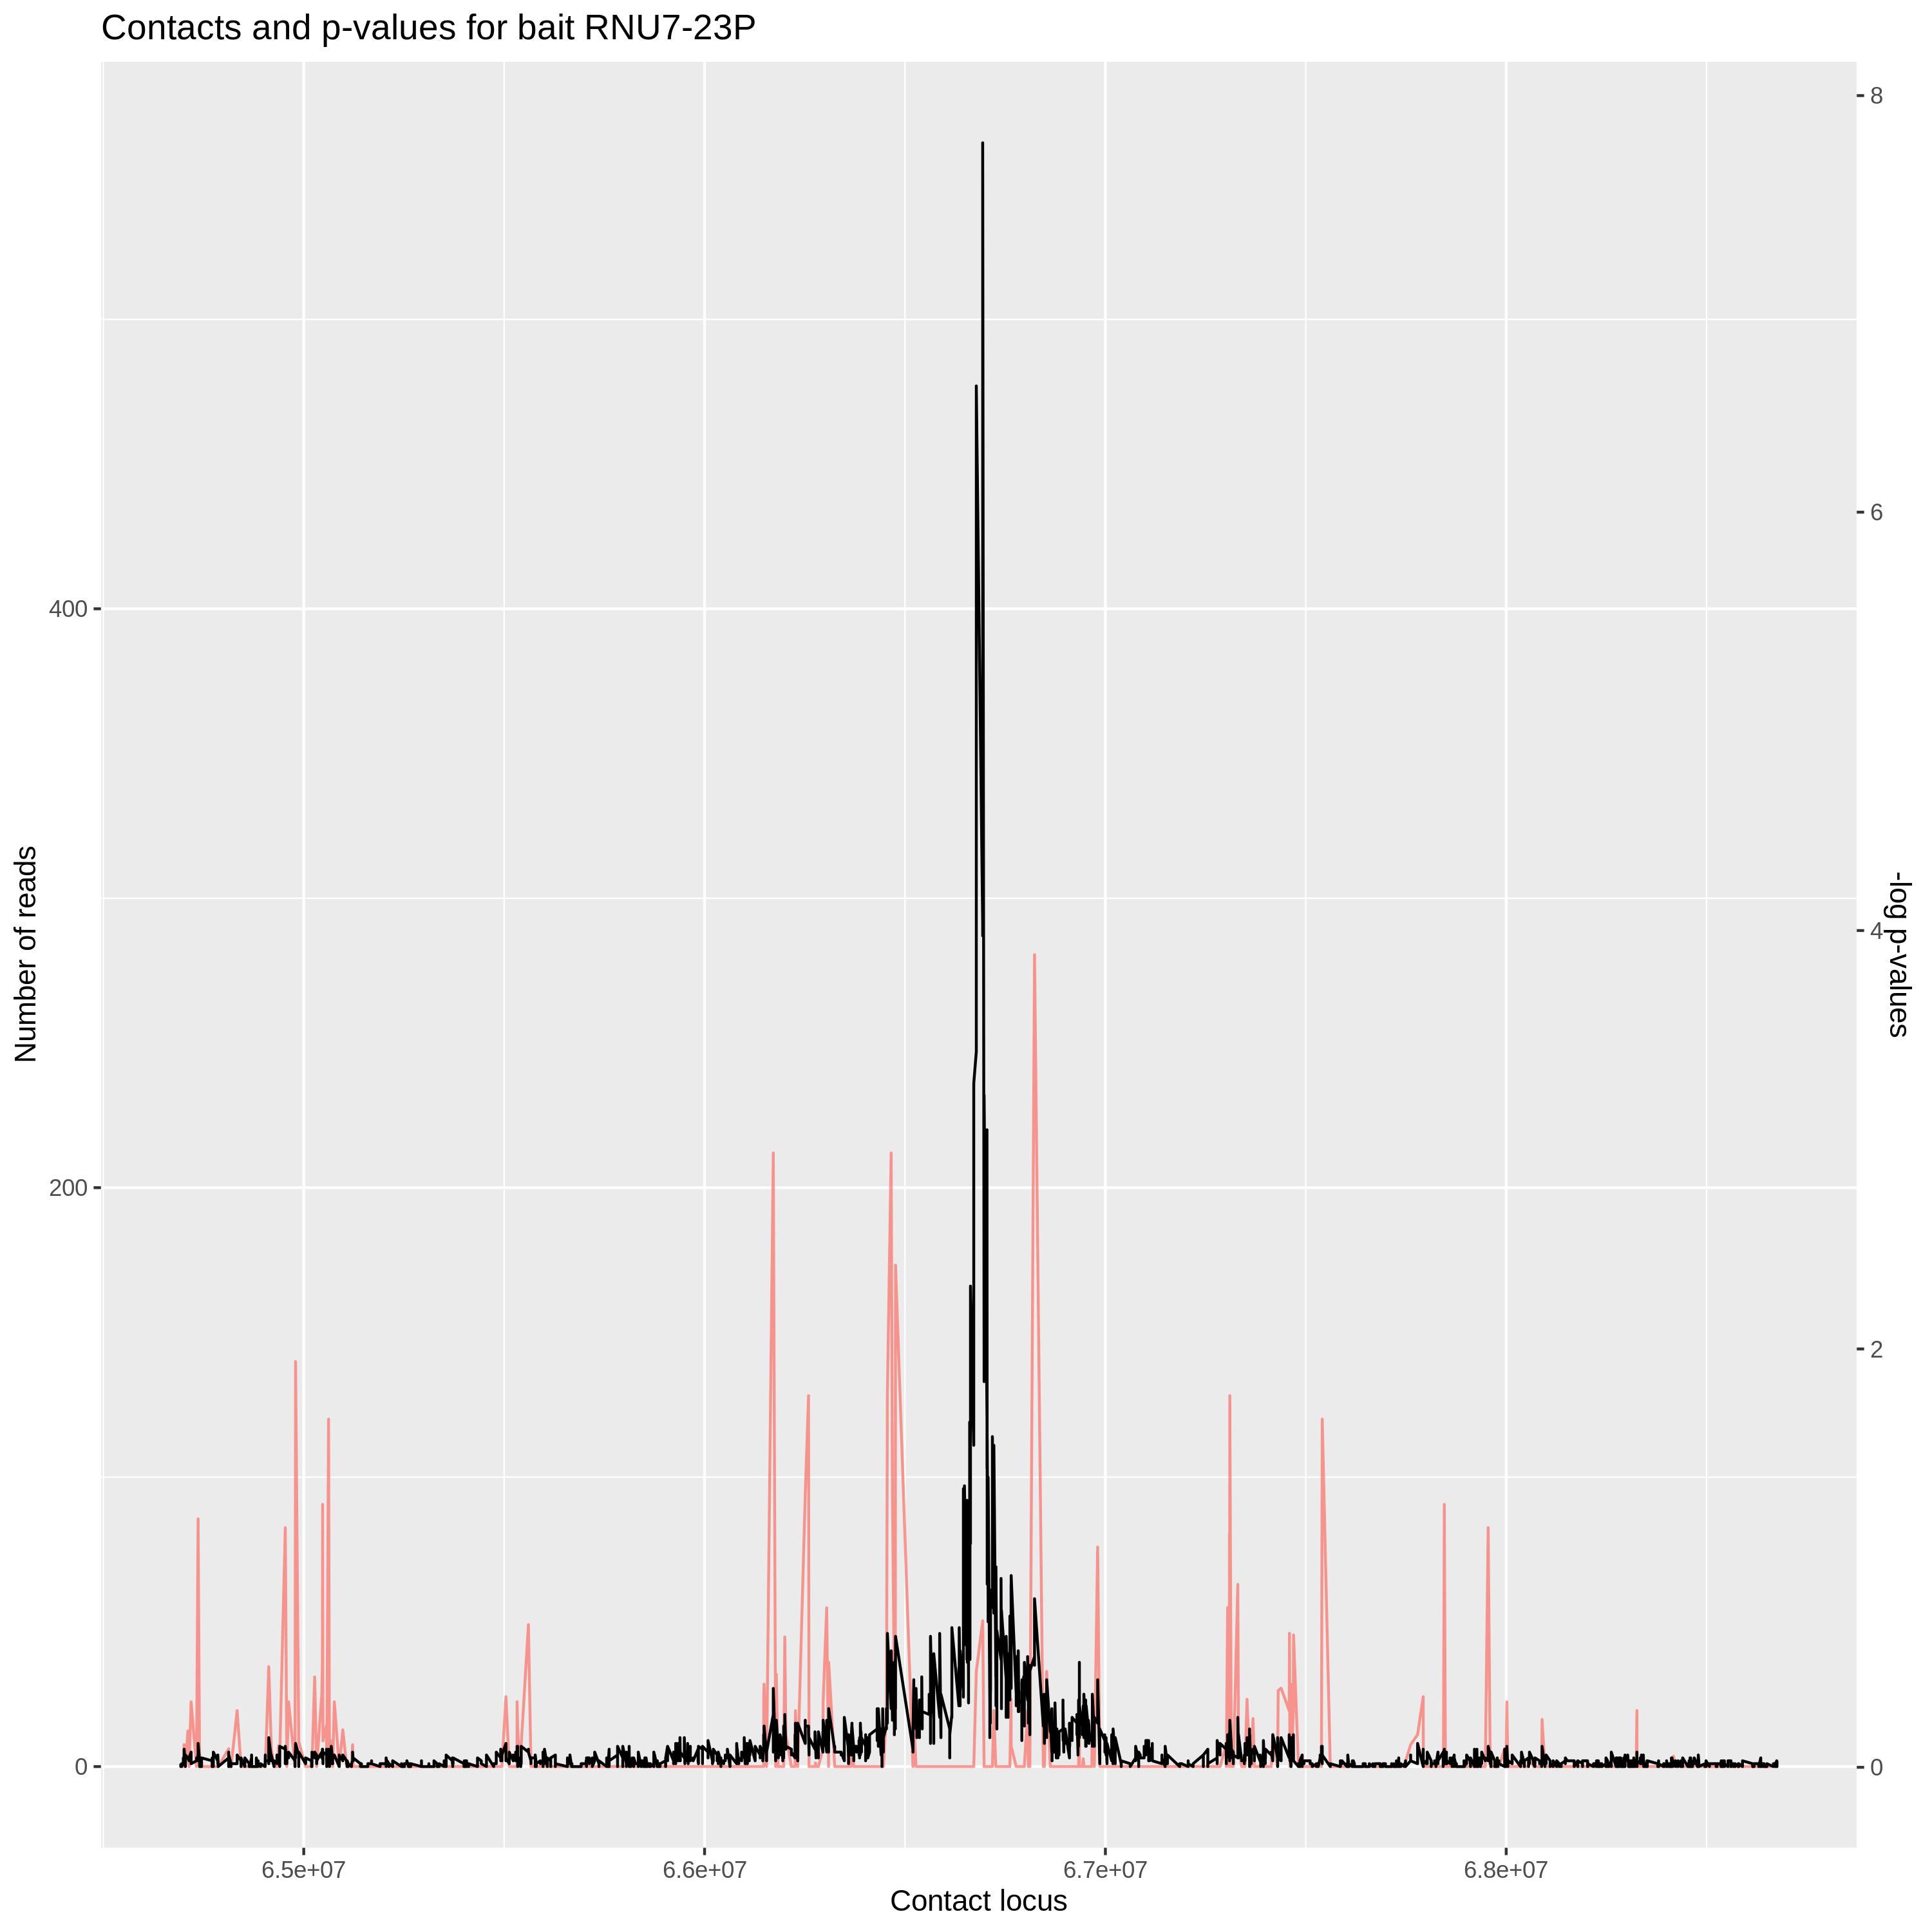 Contacts and p-values for bait RNU7-23P
Number of reads
400
200
0
8
6
4
2
0
-log p-values
6.5e+07
6.6e+07
6.7e+07
6.8e+07
Contact locus